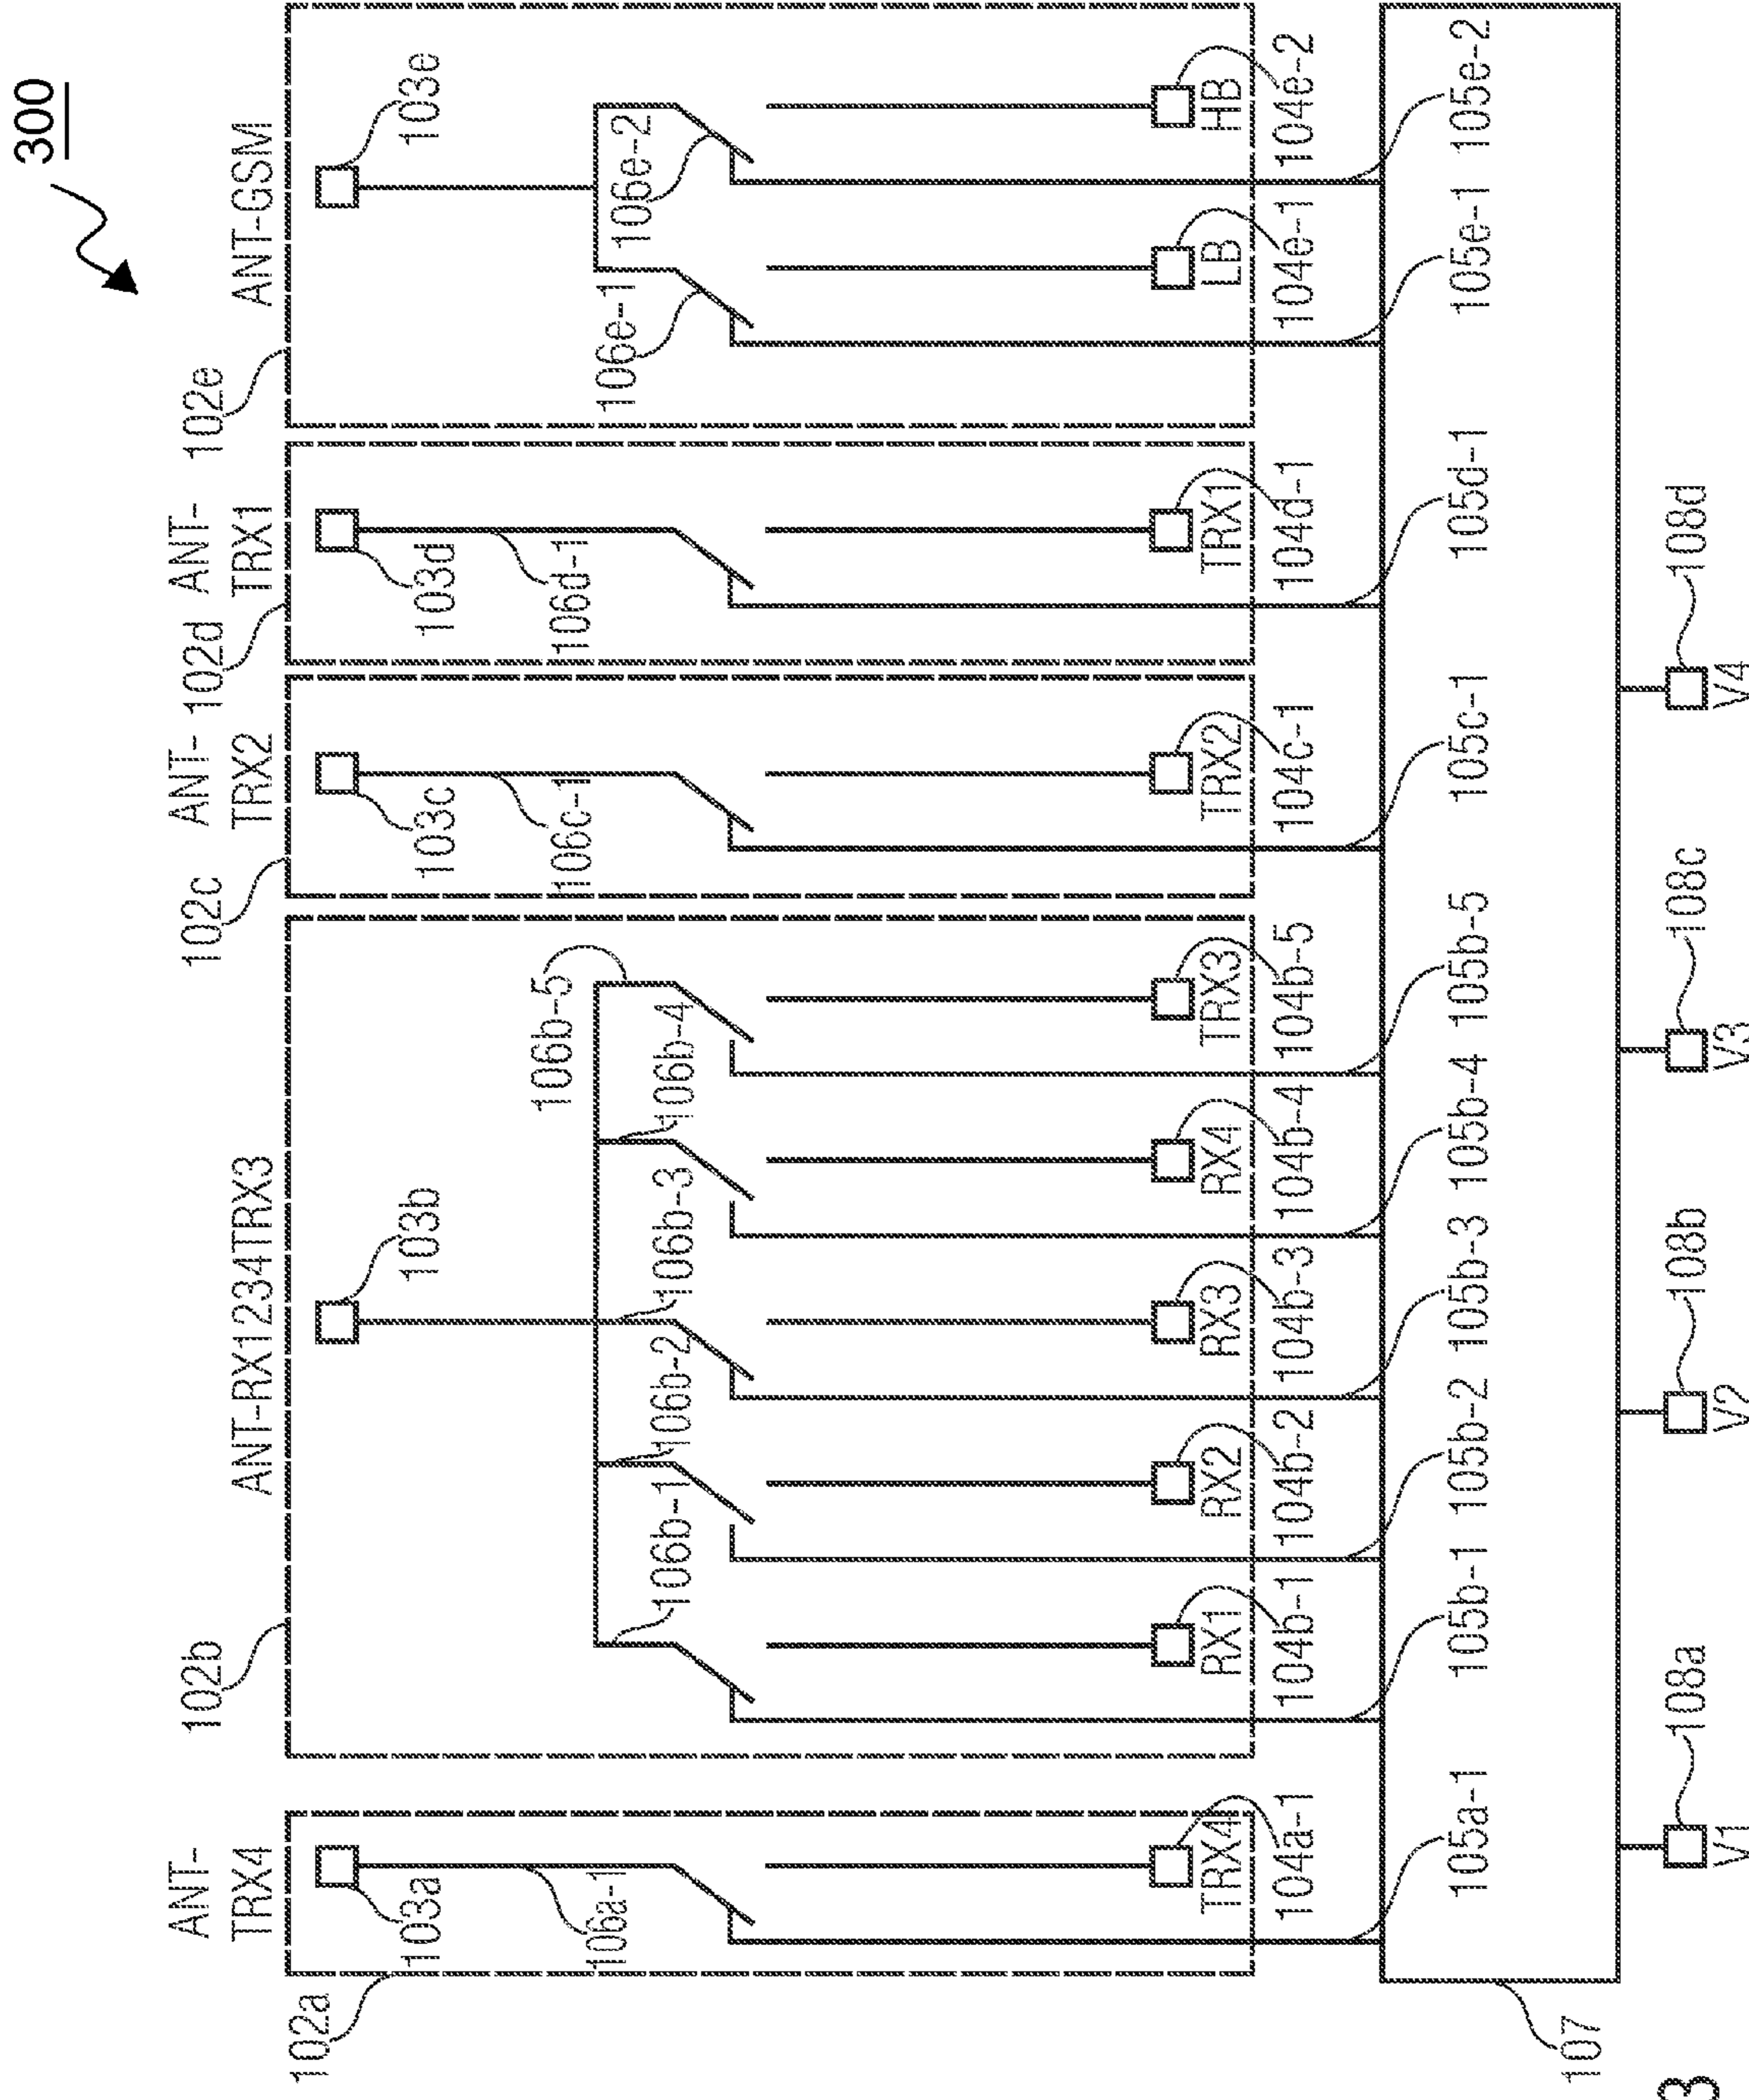 300
ANT-
TRX4
ANT-RX1234TRX3
ANT-
TRX2
ANT-
TRX1
ANT-GSM
102a
102b
102c
102d
102e
103a
103b
103c
103d
103e
106a-1
106b-1
106b-2
106b-3
106b-4
106b-5
106c-1
106d-1
106e-1
106e-2
TRX4
RX1
RX2
RX3
RX4
TRX3
TRX2
TRX1
LB
HB
104a-1
104b-1
104b-2
104b-3
104b-4
104b-5
104c-1
104d-1
104e-1
104e-2
105a-1
105b-1
105b-2
105b-3
105b-4
105b-5
105c-1
105d-1
105e-1
105e-2
107
108a
108b
108c
108d
V1
V2
V3
V4
3